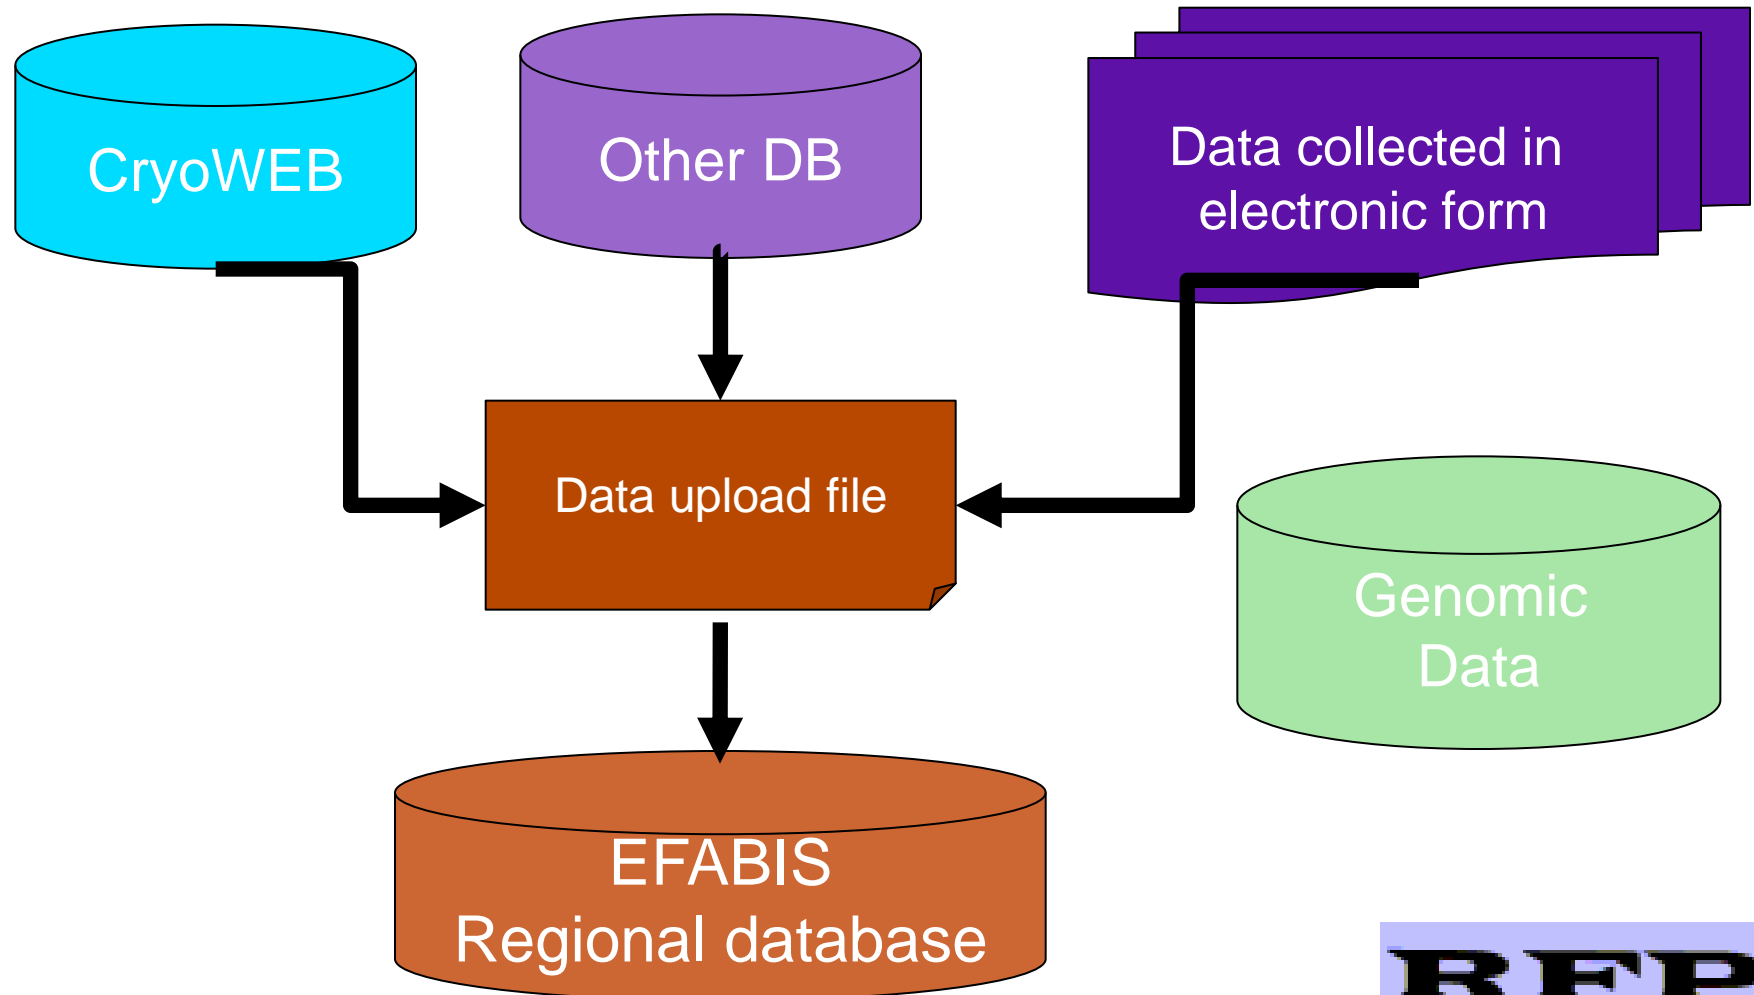 CryoWEB
Other DB
Data collected in
electronic form
Data upload file
Genomic
Data
EFABIS
Regional database